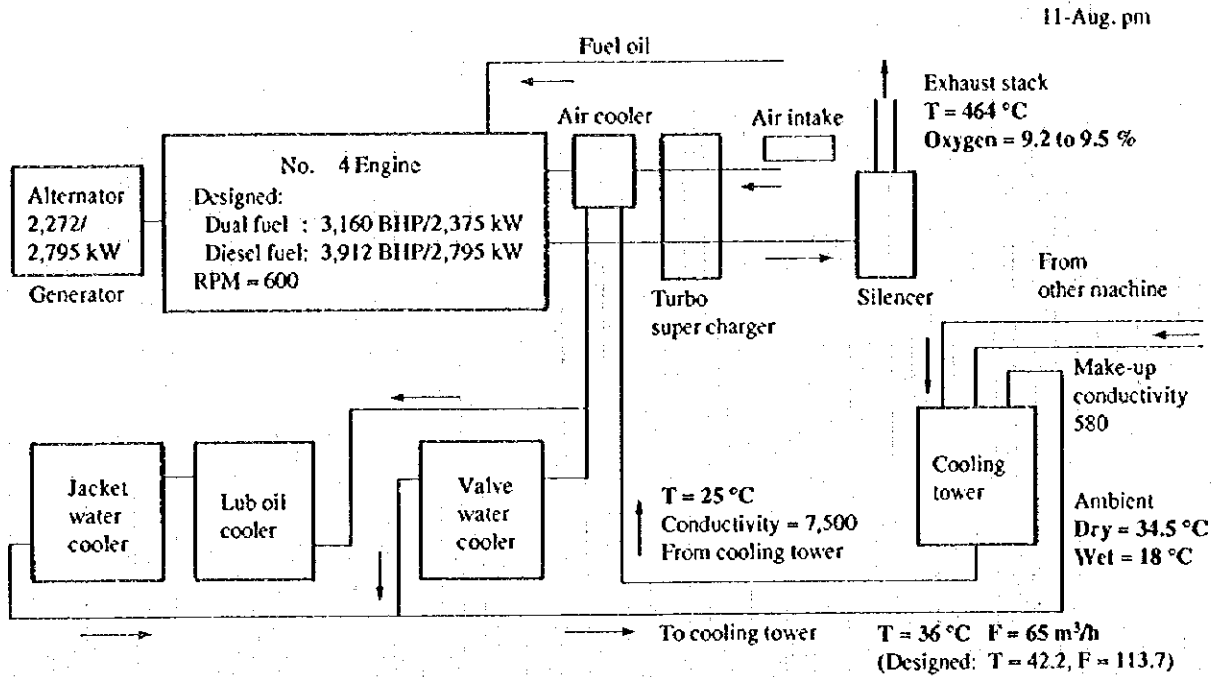 11-Aug. pm
Fuel oil
Exhaust stack
T = 464 °C
Oxygen = 9.2 to 9.5 %
Air cooler
Air intake
No. 4 Engine
Designed:
Dual fuel : 3,160 BHP/2,375 kW
Diesel fuel: 3,912 BHP/2,795 kW
RPM = 600
Alternator
2,272/
2,795 kW
Generator
Turbo
super charger
Silencer
From
other machine
Make-up
conductivity
580
Jacket
water
cooler
Lub oil
cooler
Valve
water
cooler
T = 25 °C
Conductivity = 7,500
From cooling tower
Cooling
tower
Ambient
Dry = 34.5 °C
Wet = 18 °C
To cooling tower
T = 36 °C F = 65 m³/h
(Designed: T = 42.2, F = 113.7)